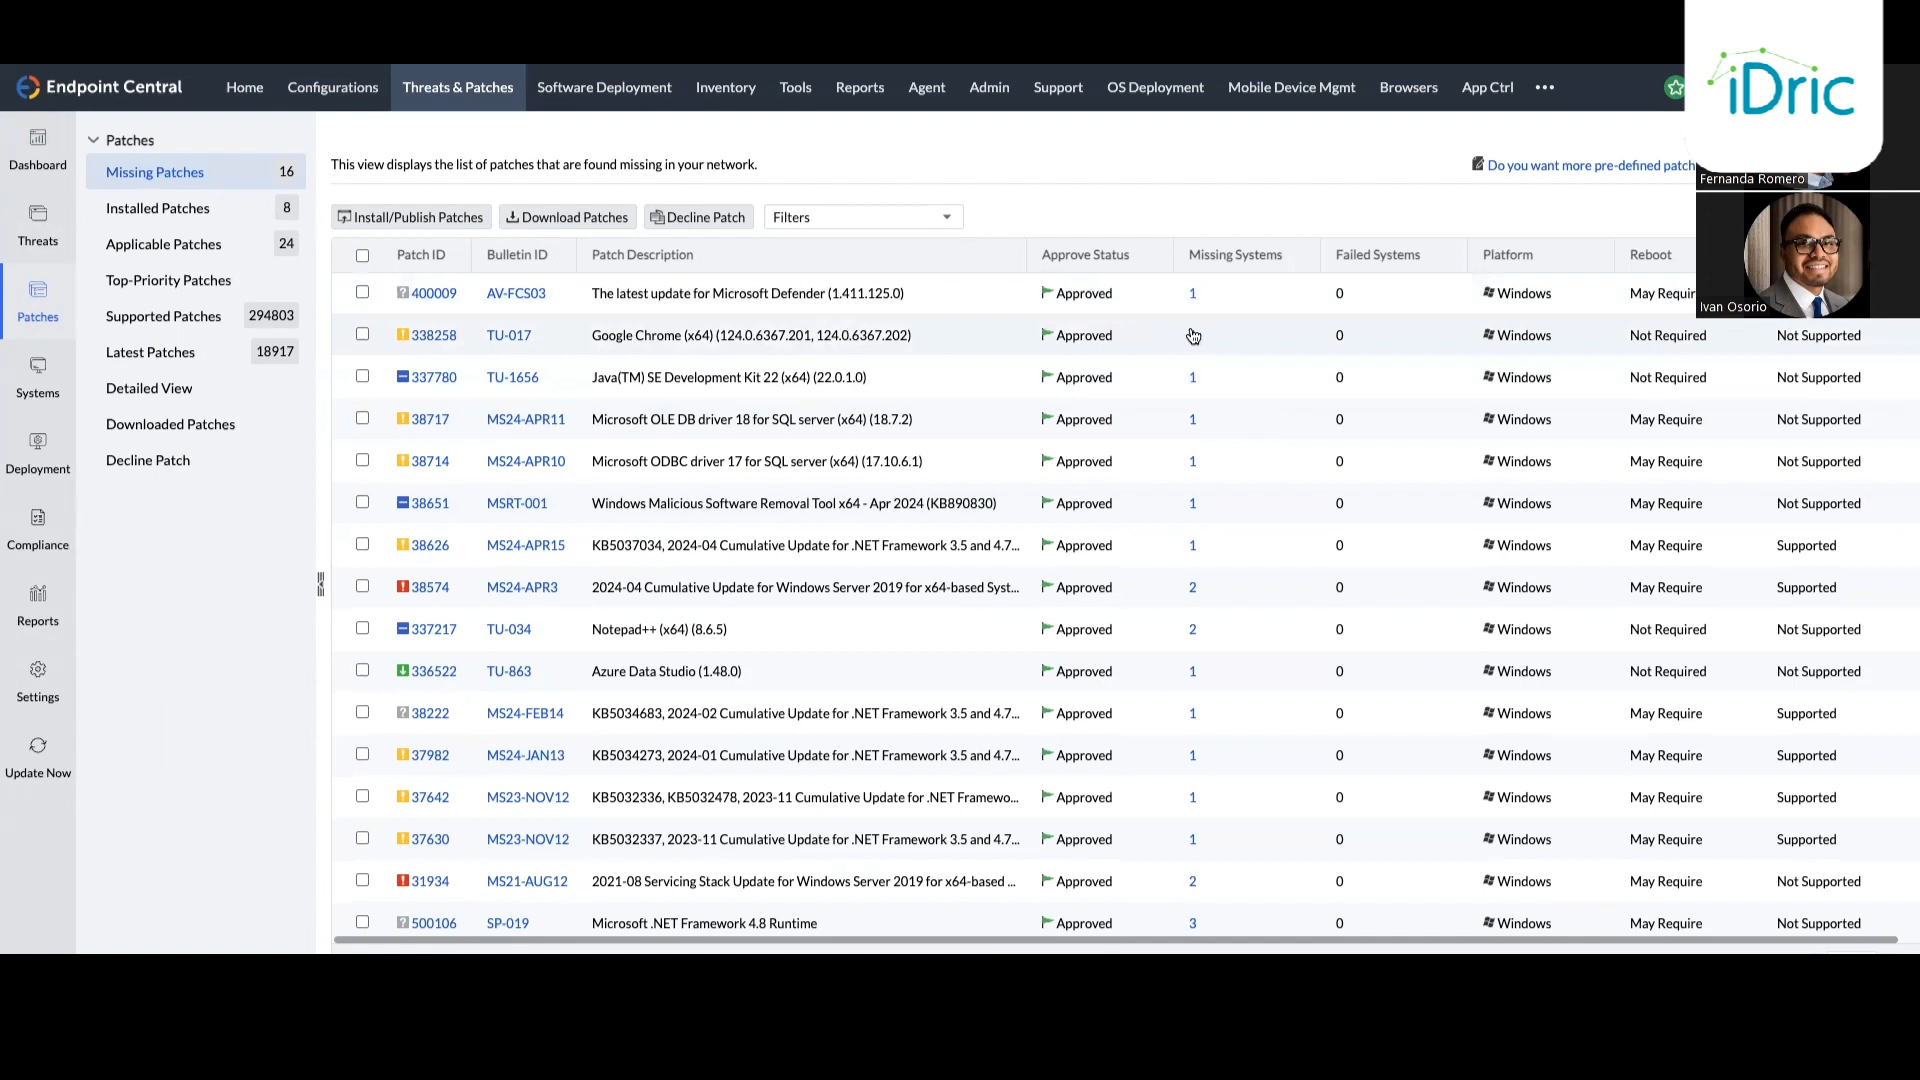 iDric
Endpoint Central Home Configurations Threats & Patches Software Deployment Inventory Tools Reports Agent Admin Support OS Deployment Mobile Device Mgmt Browsers App Ctrl •••
Dashboard
Threats
Patches
Systems
Deployment
Compliance
Reports
Settings
Update Now
Patches
Missing Patches 16
Installed Patches 8
Applicable Patches 24
Top-Priority Patches
Supported Patches 294803
Latest Patches 18917
Detailed View
Downloaded Patches
Decline Patch
This view displays the list of patches that are found missing in your network.
Do you want more pre-defined patch
Fernanda Romero
Ivan Osorio
Install/Publish Patches Download Patches Decline Patch Filters
Patch ID Bulletin ID Patch Description Approve Status Missing Systems Failed Systems Platform Reboot
400009 AV-FCS03 The latest update for Microsoft Defender (1.411.125.0) Approved 1 0 Windows May Requir
338258 TU-017 Google Chrome (x64) (124.0.6367.201, 124.0.6367.202) Approved 0 Windows Not Required Not Supported
337780 TU-1656 Java(TM) SE Development Kit 22 (x64) (22.0.1.0) Approved 1 0 Windows Not Required Not Supported
38717 MS24-APR11 Microsoft OLE DB driver 18 for SQL server (x64) (18.7.2) Approved 1 0 Windows May Require Not Supported
38714 MS24-APR10 Microsoft ODBC driver 17 for SQL server (x64) (17.10.6.1) Approved 1 0 Windows May Require Not Supported
38651 MSRT-001 Windows Malicious Software Removal Tool x64 - Apr 2024 (KB890830) Approved 1 0 Windows May Require Not Supported
38626 MS24-APR15 KB5037034, 2024-04 Cumulative Update for .NET Framework 3.5 and 4.7... Approved 1 0 Windows May Require Supported
38574 MS24-APR3 2024-04 Cumulative Update for Windows Server 2019 for x64-based Syst... Approved 2 0 Windows May Require Supported
337217 TU-034 Notepad++ (x64) (8.6.5) Approved 2 0 Windows Not Required Not Supported
336522 TU-863 Azure Data Studio (1.48.0) Approved 1 0 Windows Not Required Not Supported
38222 MS24-FEB14 KB5034683, 2024-02 Cumulative Update for .NET Framework 3.5 and 4.7... Approved 1 0 Windows May Require Supported
37982 MS24-JAN13 KB5034273, 2024-01 Cumulative Update for .NET Framework 3.5 and 4.7... Approved 1 0 Windows May Require Supported
37642 MS23-NOV12 KB5032336, KB5032478, 2023-11 Cumulative Update for .NET Framewo... Approved 1 0 Windows May Require Supported
37630 MS23-NOV12 KB5032337, 2023-11 Cumulative Update for .NET Framework 3.5 and 4.7... Approved 1 0 Windows May Require Supported
31934 MS21-AUG12 2021-08 Servicing Stack Update for Windows Server 2019 for x64-based ... Approved 2 0 Windows May Require Not Supported
500106 SP-019 Microsoft .NET Framework 4.8 Runtime Approved 3 0 Windows May Require Not Supported